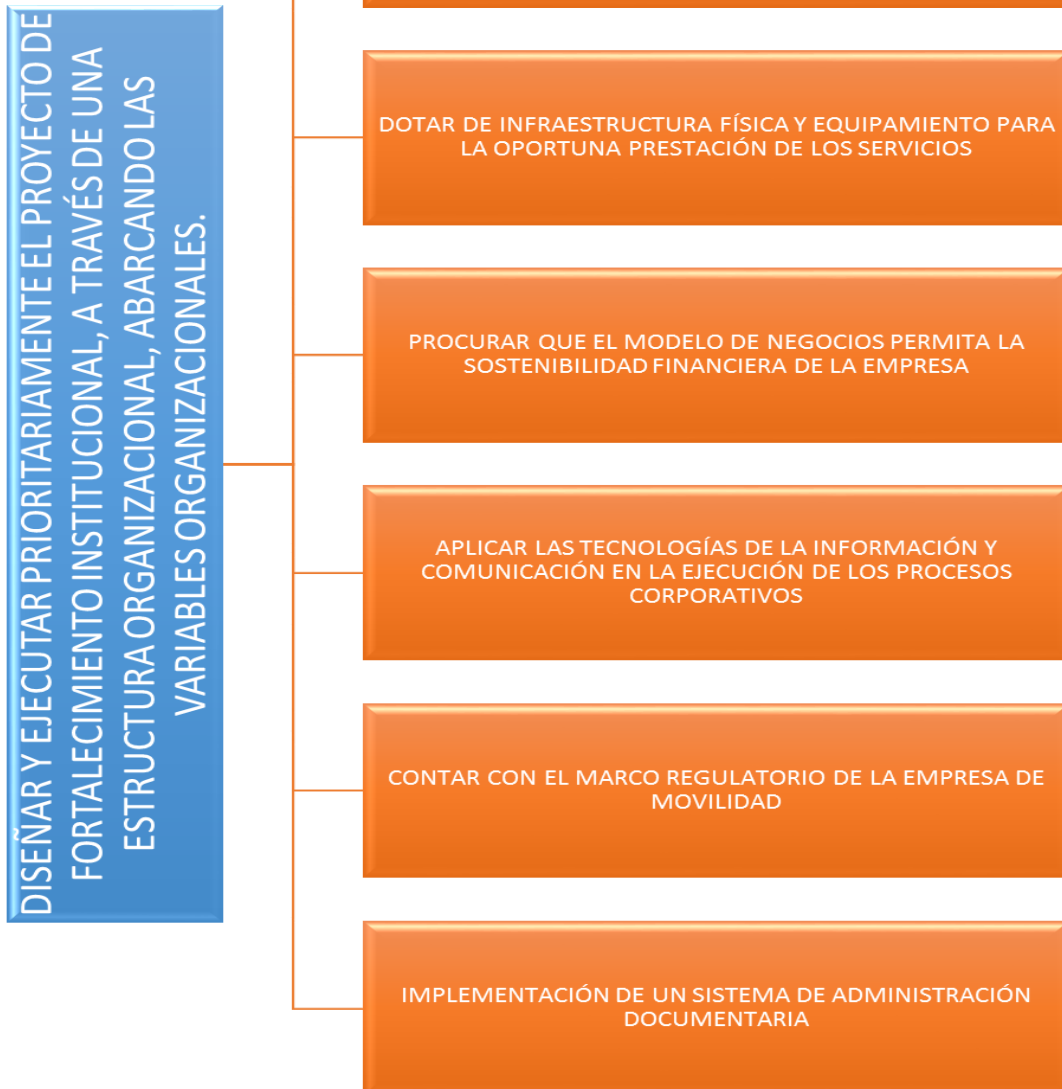 DISEÑAR Y EJECUTAR PRIORITARIAMENTE EL PROYECTO DE
FORTALECIMIENTO INSTITUCIONAL, A TRAVÉS DE UNA
ESTRUCTURA ORGANIZACIONAL, ABARCANDO LAS
VARIABLES ORGANIZACIONALES.
DOTAR DE INFRAESTRUCTURA FÍSICA Y EQUIPAMIENTO PARA
LA OPORTUNA PRESTACIÓN DE LOS SERVICIOS
PROCURAR QUE EL MODELO DE NEGOCIOS PERMITA LA
SOSTENIBILIDAD FINANCIERA DE LA EMPRESA
APLICAR LAS TECNOLOGÍAS DE LA INFORMACIÓN Y
COMUNICACIÓN EN LA EJECUCIÓN DE LOS PROCESOS
CORPORATIVOS
CONTAR CON EL MARCO REGULATORIO DE LA EMPRESA DE
MOVILIDAD
IMPLEMENTACIÓN DE UN SISTEMA DE ADMINISTRACIÓN
DOCUMENTARIA